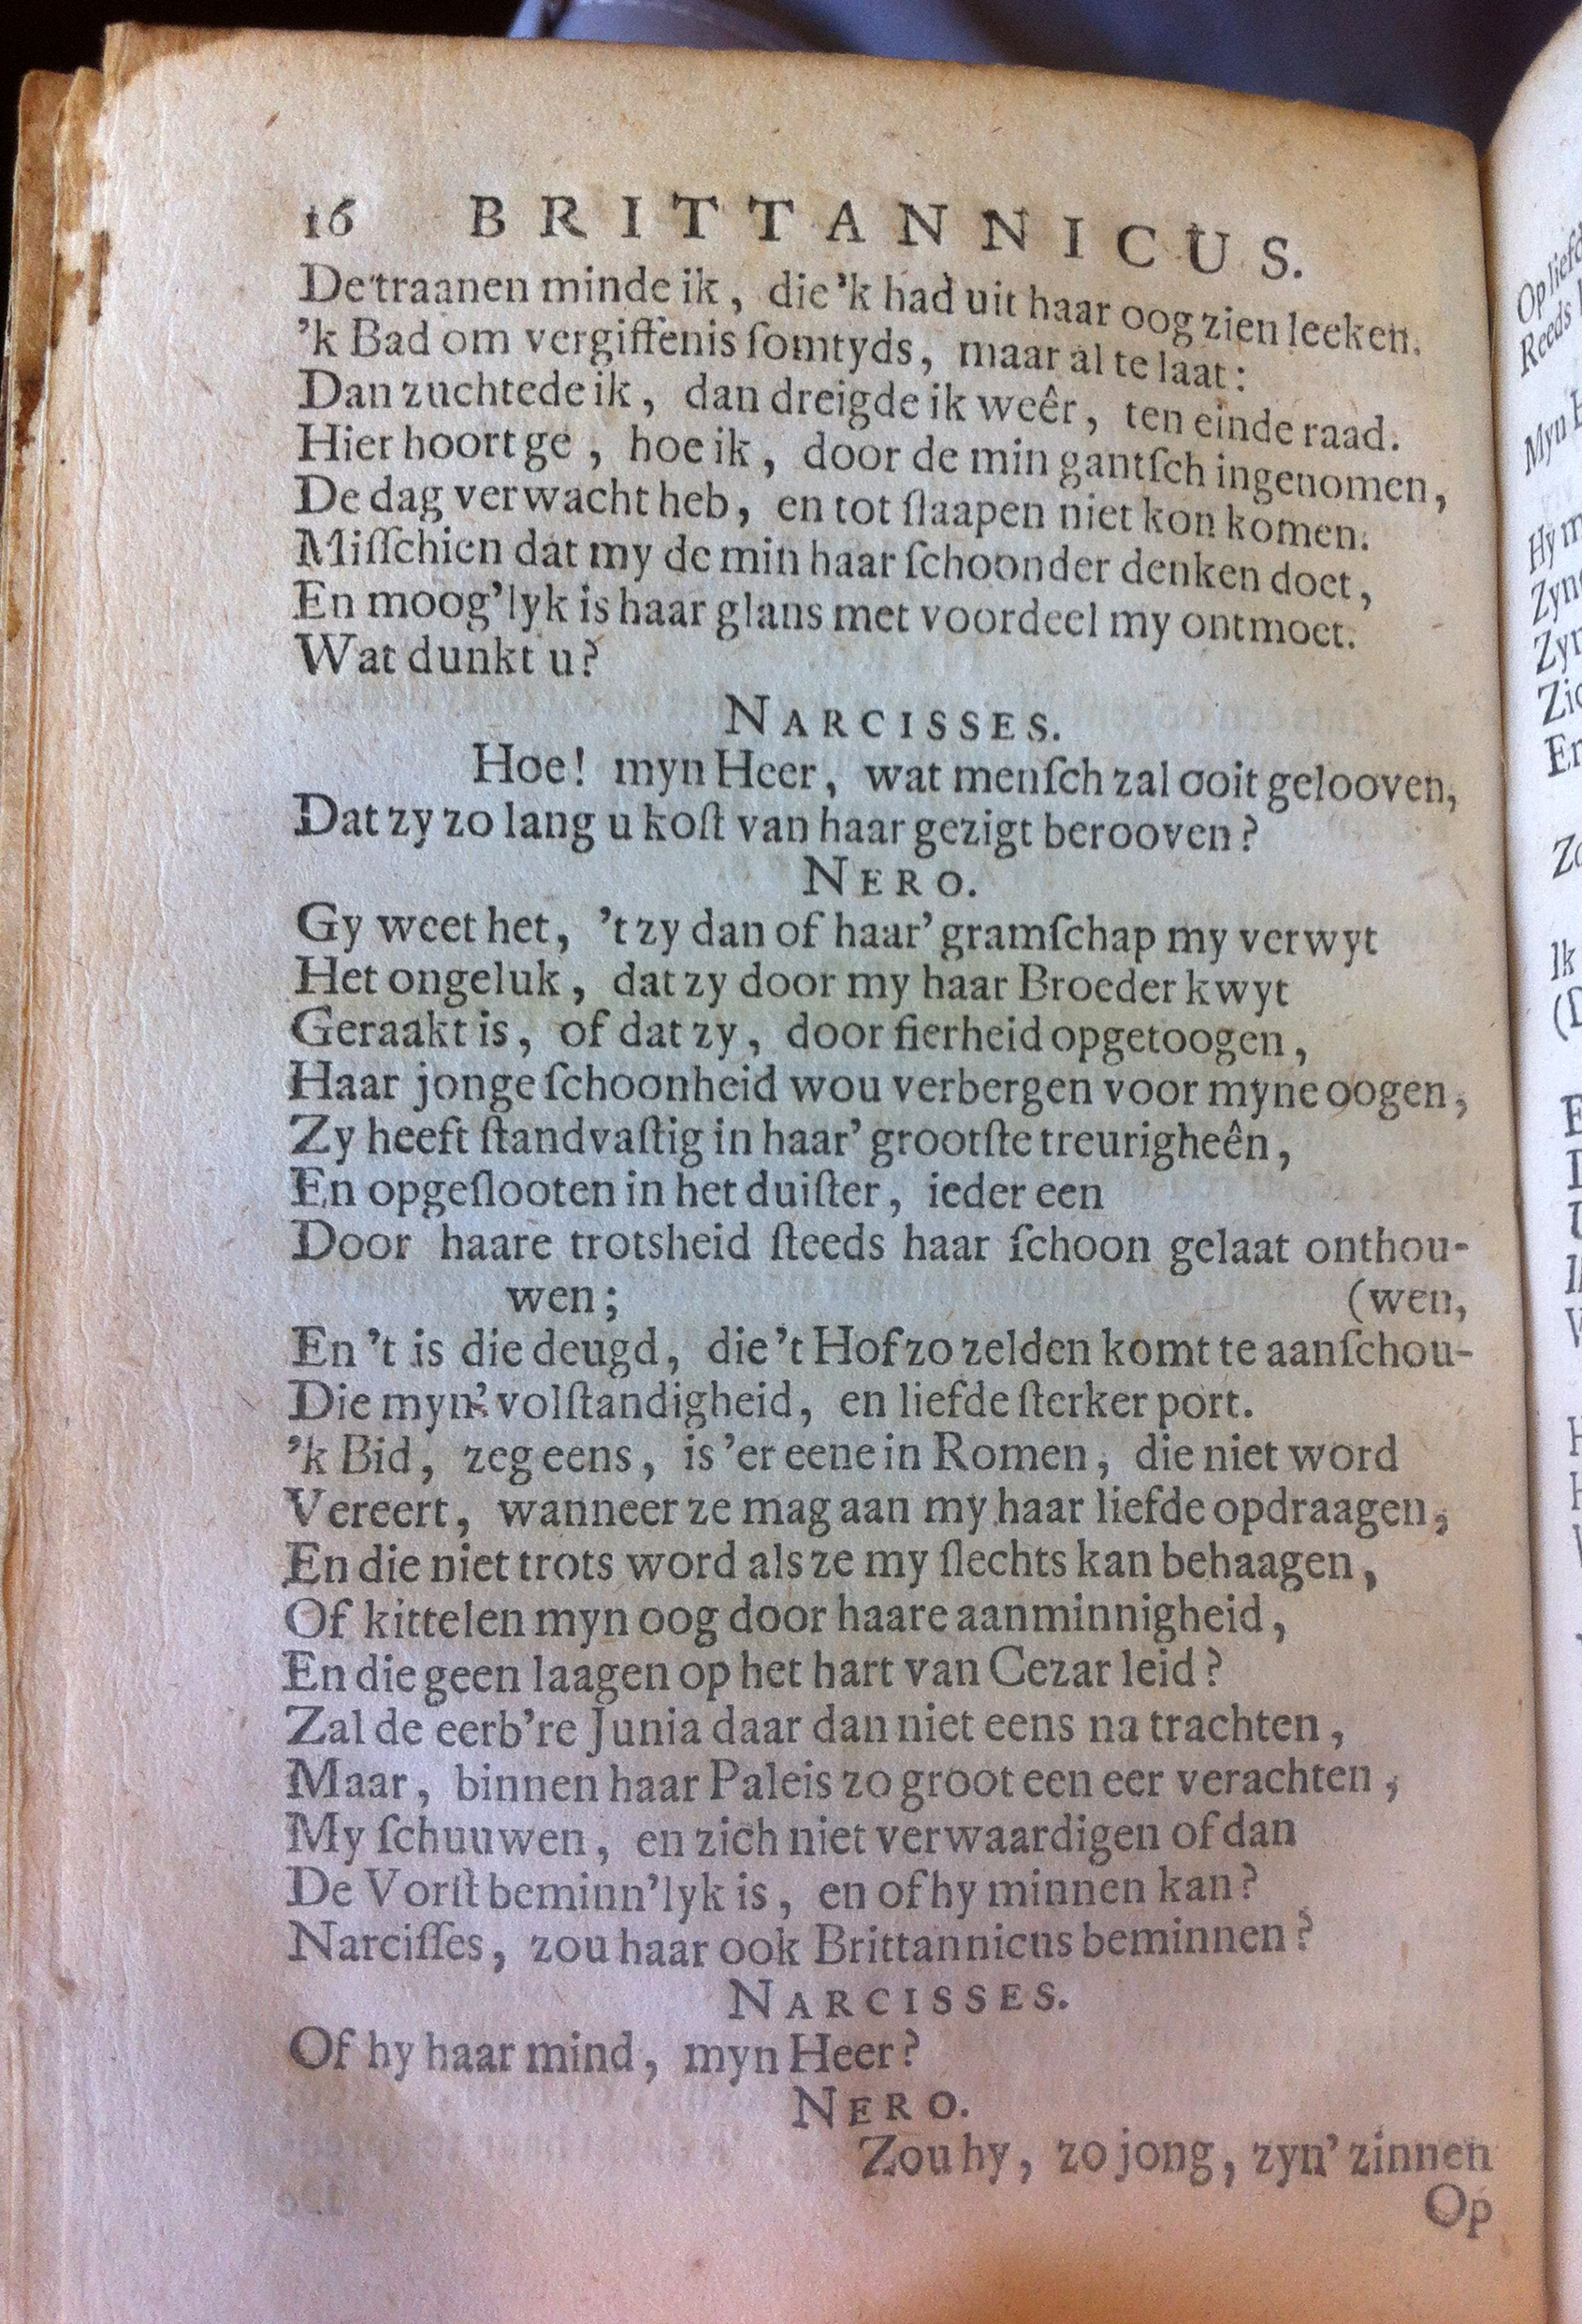 16 BRITTANNICUS.
De traanen minde ik, die 'k had uit haar oog zien leeken.
'k Bad om vergiffenis ſomtyds, maar al te laat:
Dan zuchtede ik, dan dreigde ik weêr, ten einde raad.
Hier hoort ge, hoe ik, door de min gantſch ingenomen,
De dag verwacht heb, en tot ſlaapen niet kon komen.
Miſſchien dat my de min haar ſchoonder denken doet,
En moog'lyk is haar glans met voordeel my ontmoet.
Wat dunkt u?
NARCISSES.
Hoe! myn Heer, wat menſch zal ooit gelooven,
Dat zy zo lang u koſt van haar gezigt berooven?
NERO.
Gy weet het, 't zy dan of haar' gramſchap my verwyt
Het ongeluk, dat zy door my haar Broeder kwyt
Geraakt is, of dat zy, door fierheid opgetoogen,
Haar jonge ſchoonheid wou verbergen voor myne oogen,
Zy heeft ſtandvaſtig in haar' grootſte treurigheên,
En opgeſlooten in het duiſter, ieder een
Door haare trotsheid ſteeds haar ſchoon gelaat onthou-
wen; (wen,
En 't is die deugd, die 't Hof zo zelden komt te aanſchou-
Die myn' volſtandigheid, en liefde ſterker port.
'k Bid, zeg eens, is 'er eene in Romen, die niet word
Vereert, wanneer ze mag aan my haar liefde opdraagen,
En die niet trots word als ze my ſlechts kan behaagen,
Of kittelen myn oog door haare aanminnigheid,
En die geen laagen op het hart van Cezar leid?
Zal de eerb're Junia daar dan niet eens na trachten,
Maar, binnen haar Paleis zo groot een eer verachten,
My ſchuuwen, en zich niet verwaardigen of dan
De Vorſt beminn'lyk is, en of hy minnen kan?
Narciſſes, zou haar ook Brittannicus beminnen?
NARCISSES.
Of hy haar mind, myn Heer?
NERO.
Zou hy, zo jong, zyn' zinnen
Op